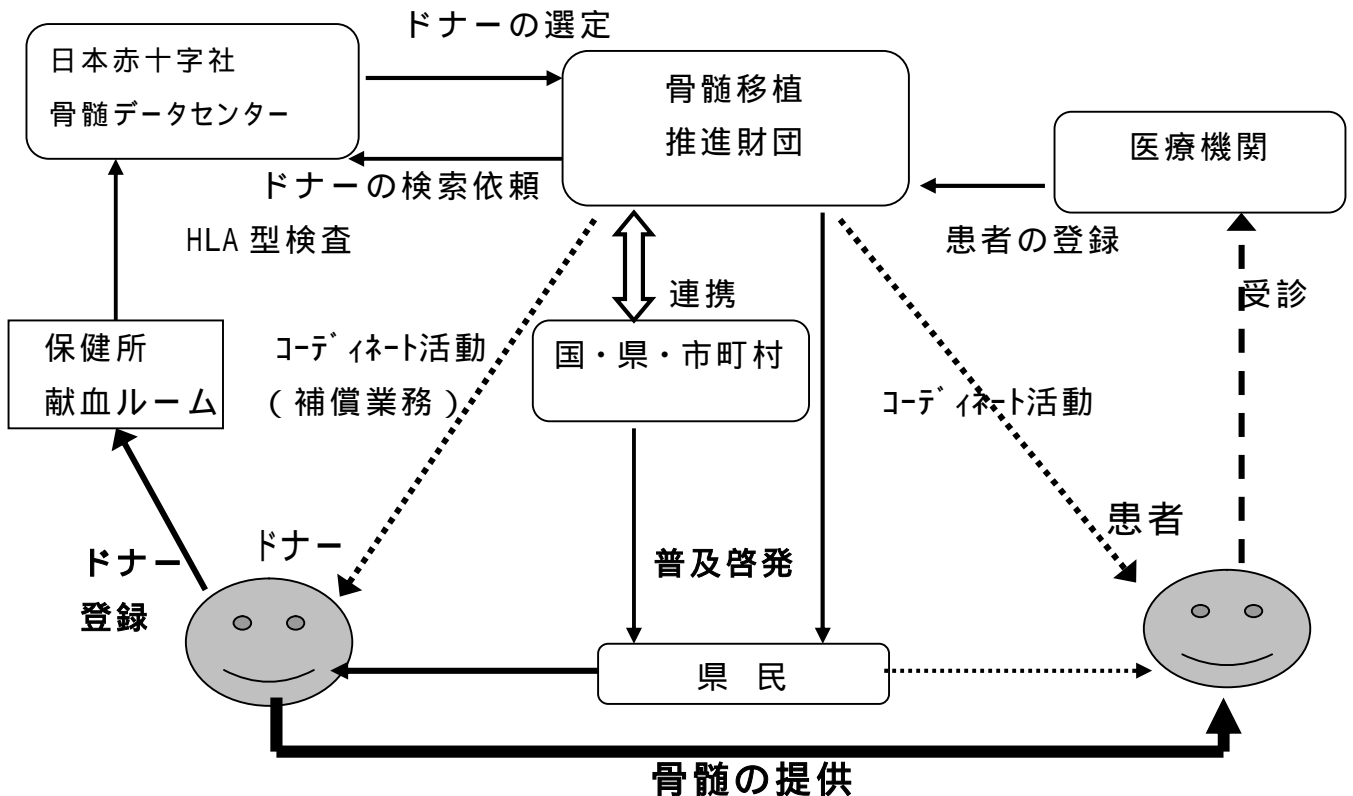 ドナーの選定
日本赤十字社
骨髄データセンター
骨髄移植
推進財団
医療機関
ドナーの検索依頼
HLA 型検査
患者の登録
連携
受診
保健所
献血ルーム
コーディネート活動
(補償業務)
国・県・市町村
コーディネート活動
患者
ドナー
ドナー
登録
普及啓発
県 民
骨髄の提供